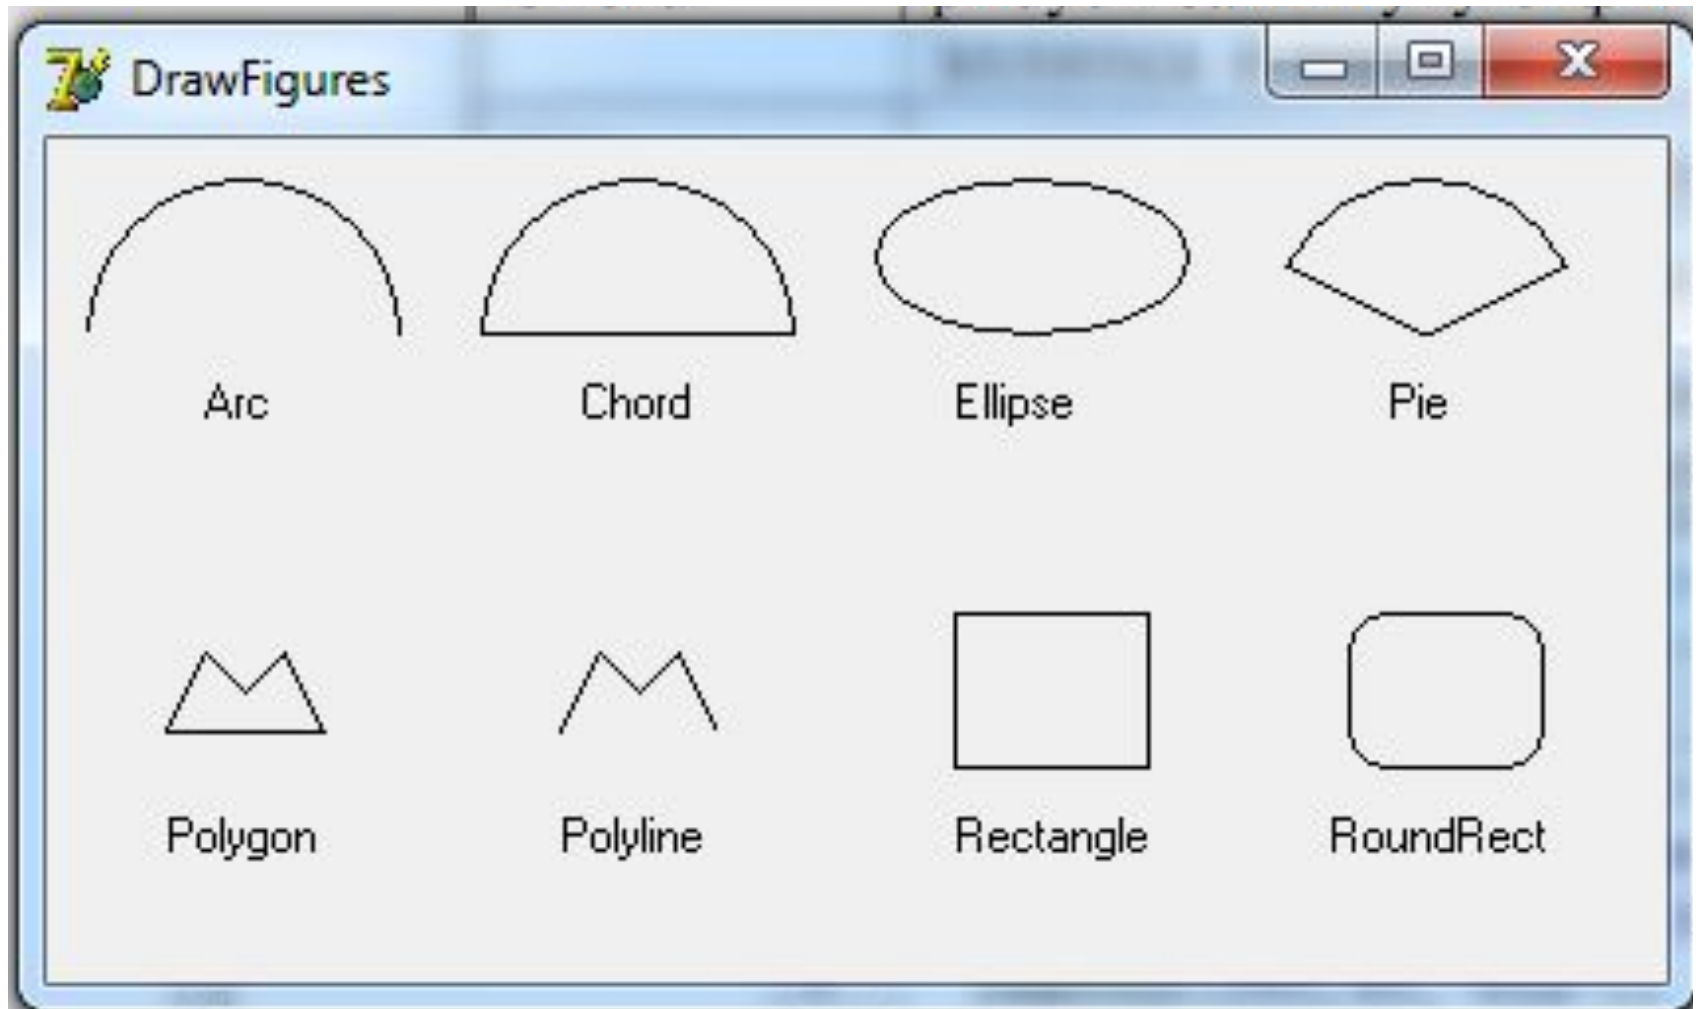 DrawFigures
Arc Chord Ellipse Pie
Polygon Polyline Rectangle RoundRect